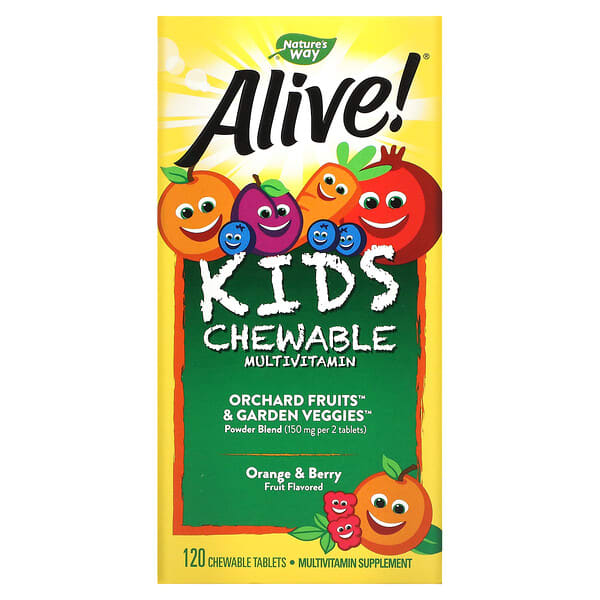 Nature's
Way
Alive!®
KIDS
CHEWABLE
MULTIVITAMIN
ORCHARD FRUITS™
& GARDEN VEGGIES™
Powder Blend (150 mg per 2 tablets)
Orange & Berry
Fruit Flavored
120 CHEWABLE TABLETS • MULTIVITAMIN SUPPLEMENT